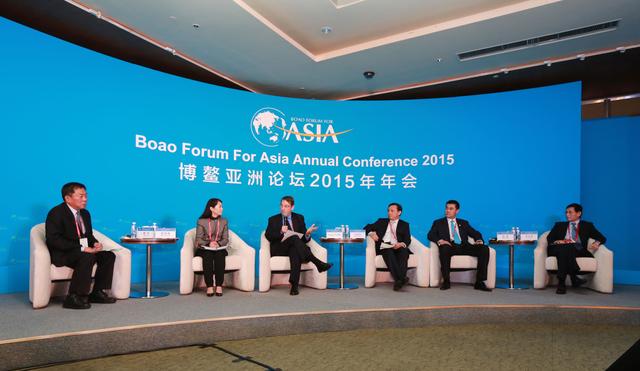 BOAO FORUM FOR
ASIA
Boao Forum For Asia Annual Conference 2015
博鳌亚洲论坛2015年年会